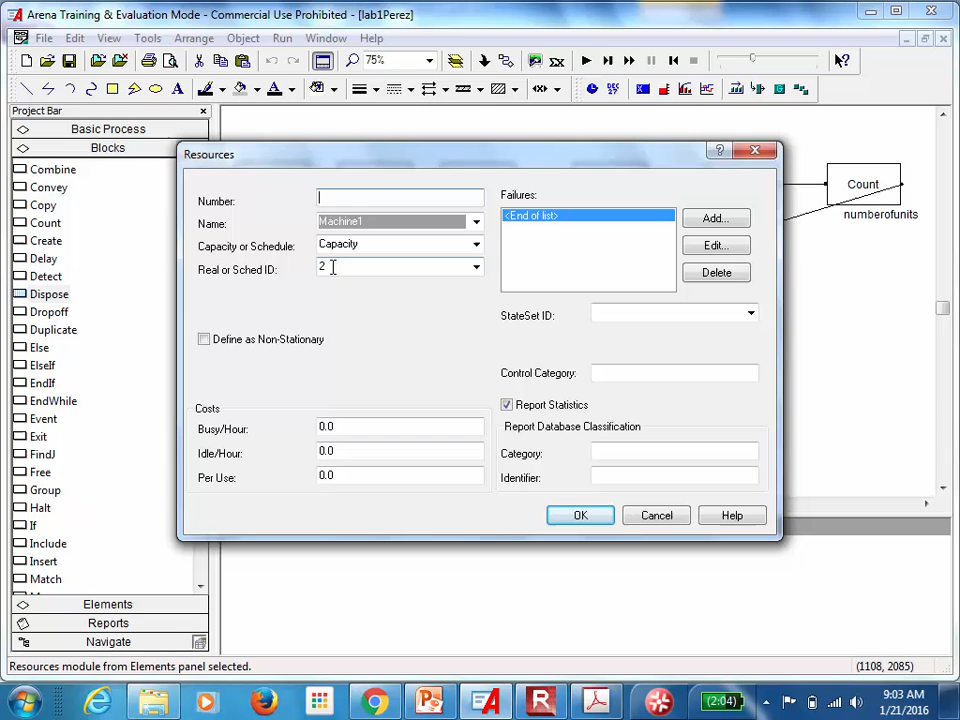 Arena Training & Evaluation Mode - Commercial Use Prohibited - [lab1Perez]
File Edit View Tools Arrange Object Run Window Help
75%
Project Bar
Basic Process
Blocks
Combine
Convey
Copy
Count
Create
Delay
Detect
Dispose
Dropoff
Duplicate
Else
ElseIf
EndIf
EndWhile
Event
Exit
FindJ
Free
Group
Halt
If
Include
Insert
Match
Elements
Reports
Navigate
Count
numberofunits
Resources
Number:
Name: Machine1
Capacity or Schedule: Capacity
Real or Sched ID: 2
Define as Non-Stationary
Costs
Busy/Hour: 0.0
Idle/Hour: 0.0
Per Use: 0.0
Failures:
<End of list>
Add...
Edit...
Delete
StateSet ID:
Control Category:
Report Statistics
Report Database Classification
Category:
Identifier:
OK Cancel Help
Resources module from Elements panel selected.
(1108, 2085)
(2:04)
9:03 AM
1/21/2016